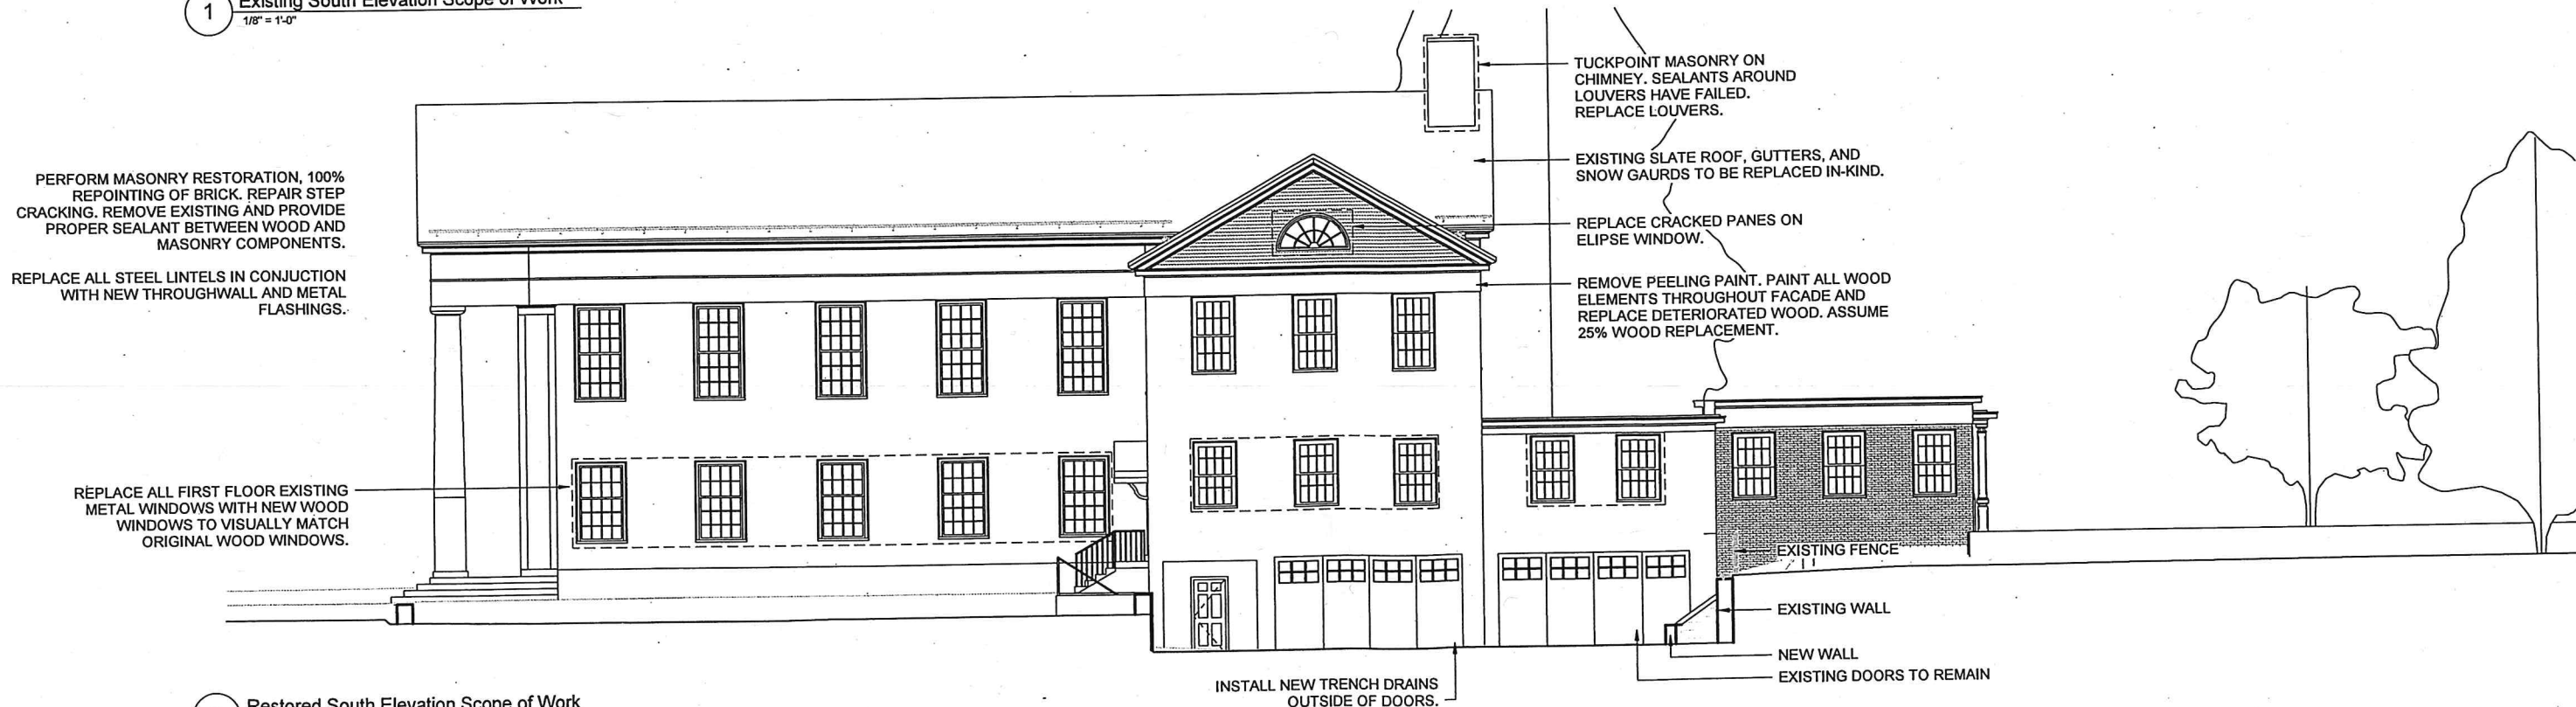 1
Existing South Elevation Scope of Work
1/8" = 1'-0"
PERFORM MASONRY RESTORATION, 100%
REPOINTING OF BRICK. REPAIR STEP
CRACKING. REMOVE EXISTING AND PROVIDE
PROPER SEALANT BETWEEN WOOD AND
MASONRY COMPONENTS.
REPLACE ALL STEEL LINTELS IN CONJUCTION
WITH NEW THROUGHWALL AND METAL
FLASHINGS.
REPLACE ALL FIRST FLOOR EXISTING
METAL WINDOWS WITH NEW WOOD
WINDOWS TO VISUALLY MATCH
ORIGINAL WOOD WINDOWS.
TUCKPOINT MASONRY ON
CHIMNEY. SEALANTS AROUND
LOUVERS HAVE FAILED.
REPLACE LOUVERS.
EXISTING SLATE ROOF, GUTTERS, AND
SNOW GAURDS TO BE REPLACED IN-KIND.
REPLACE CRACKED PANES ON
ELIPSE WINDOW.
REMOVE PEELING PAINT. PAINT ALL WOOD
ELEMENTS THROUGHOUT FACADE AND
REPLACE DETERIORATED WOOD. ASSUME
25% WOOD REPLACEMENT.
EXISTING FENCE
EXISTING WALL
NEW WALL
EXISTING DOORS TO REMAIN
INSTALL NEW TRENCH DRAINS
OUTSIDE OF DOORS.
Restored South Elevation Scope of Work